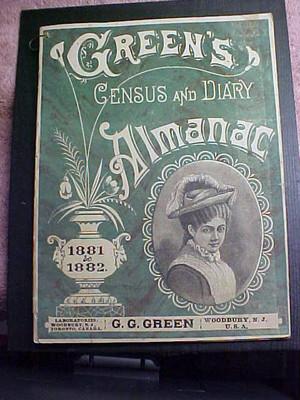 "GREEN'S"
CENSUS AND DIARY
Almanac
1881
&
1882.
LABORATORIES:
WOODBURY, N.J.,
TORONTO, CANADA.
G. G. GREEN
WOODBURY, N.J.
U.S.A.